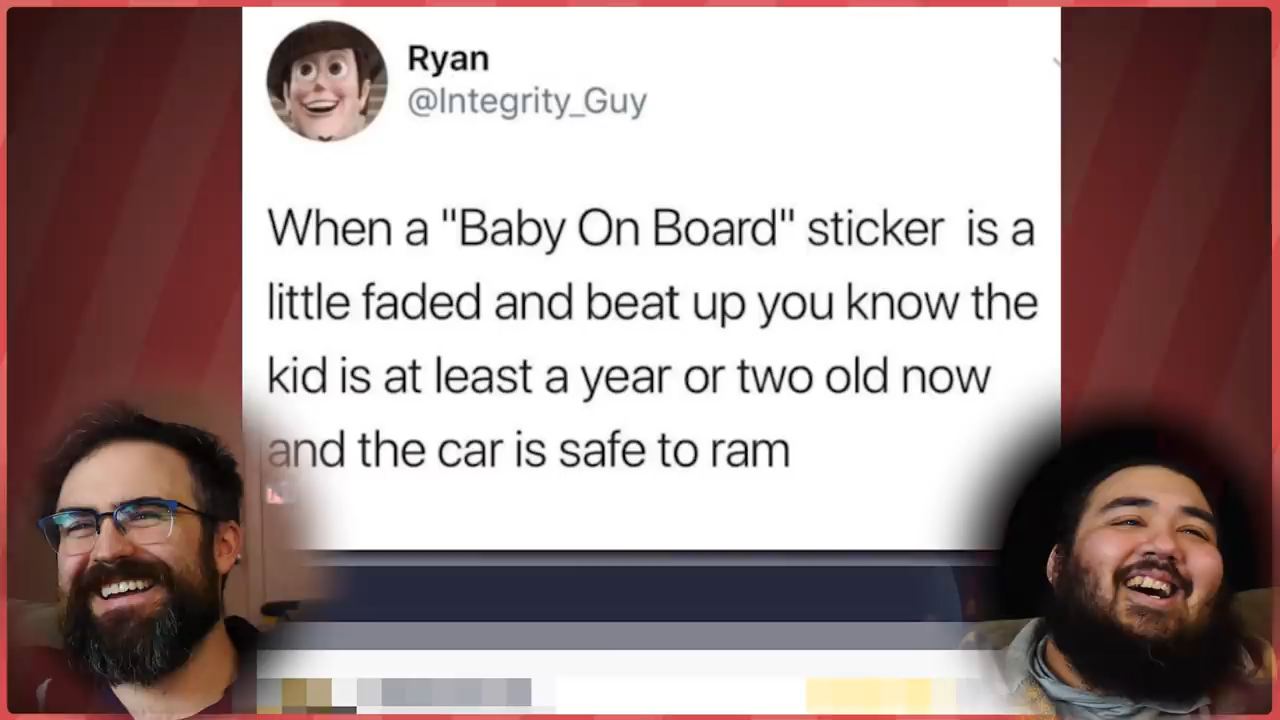 Ryan
@Integrity_Guy
When a "Baby On Board" sticker is a
little faded and beat up you know the
kid is at least a year or two old now
and the car is safe to ram